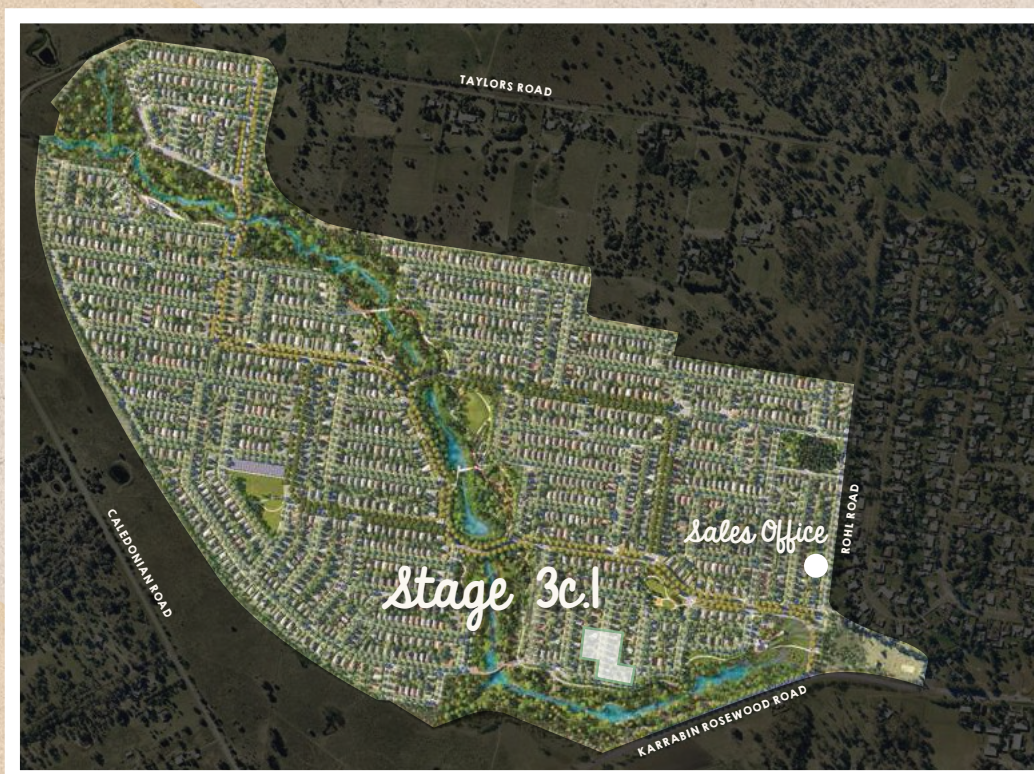 TAYLORS ROAD
CALEDONIAN ROAD
Sales Office
ROHL ROAD
Stage 3c.1
KARRABIN ROSEWOOD ROAD